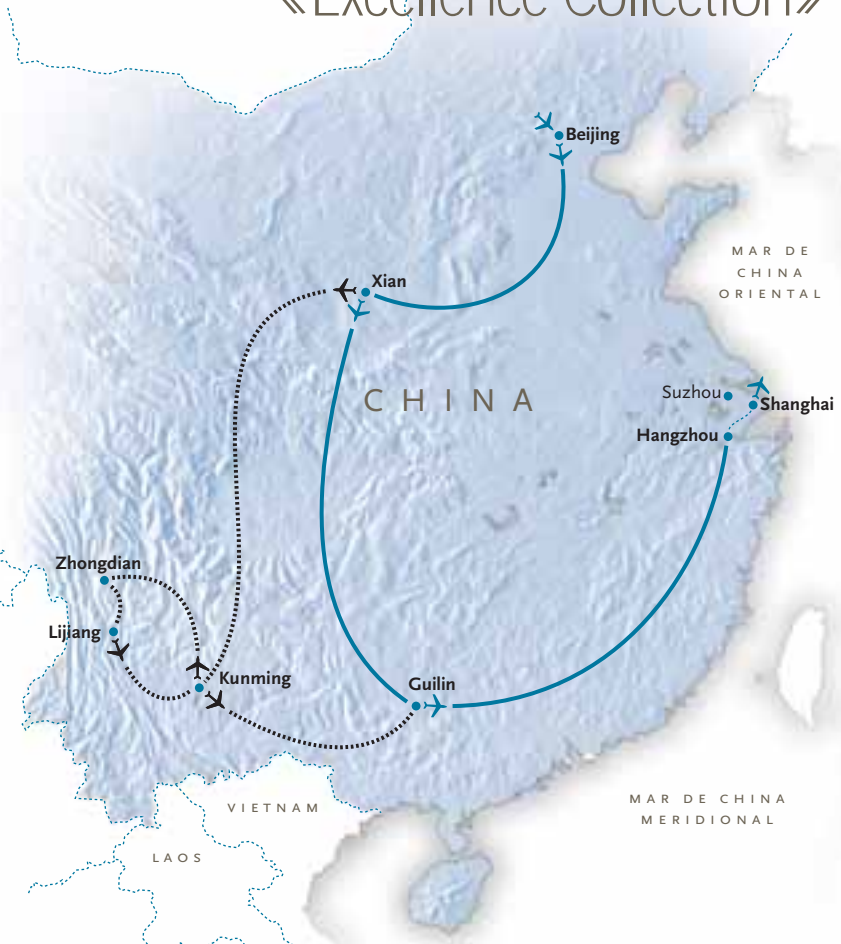 «Excellence Collection»
Beijing
MAR DE
CHINA
ORIENTAL
Xian
CHINA
Suzhou
Shanghai
Hangzhou
Zhongdian
Lijiang
Kunming
Guilin
VIETNAM
MAR DE CHINA
MERIDIONAL
LAOS